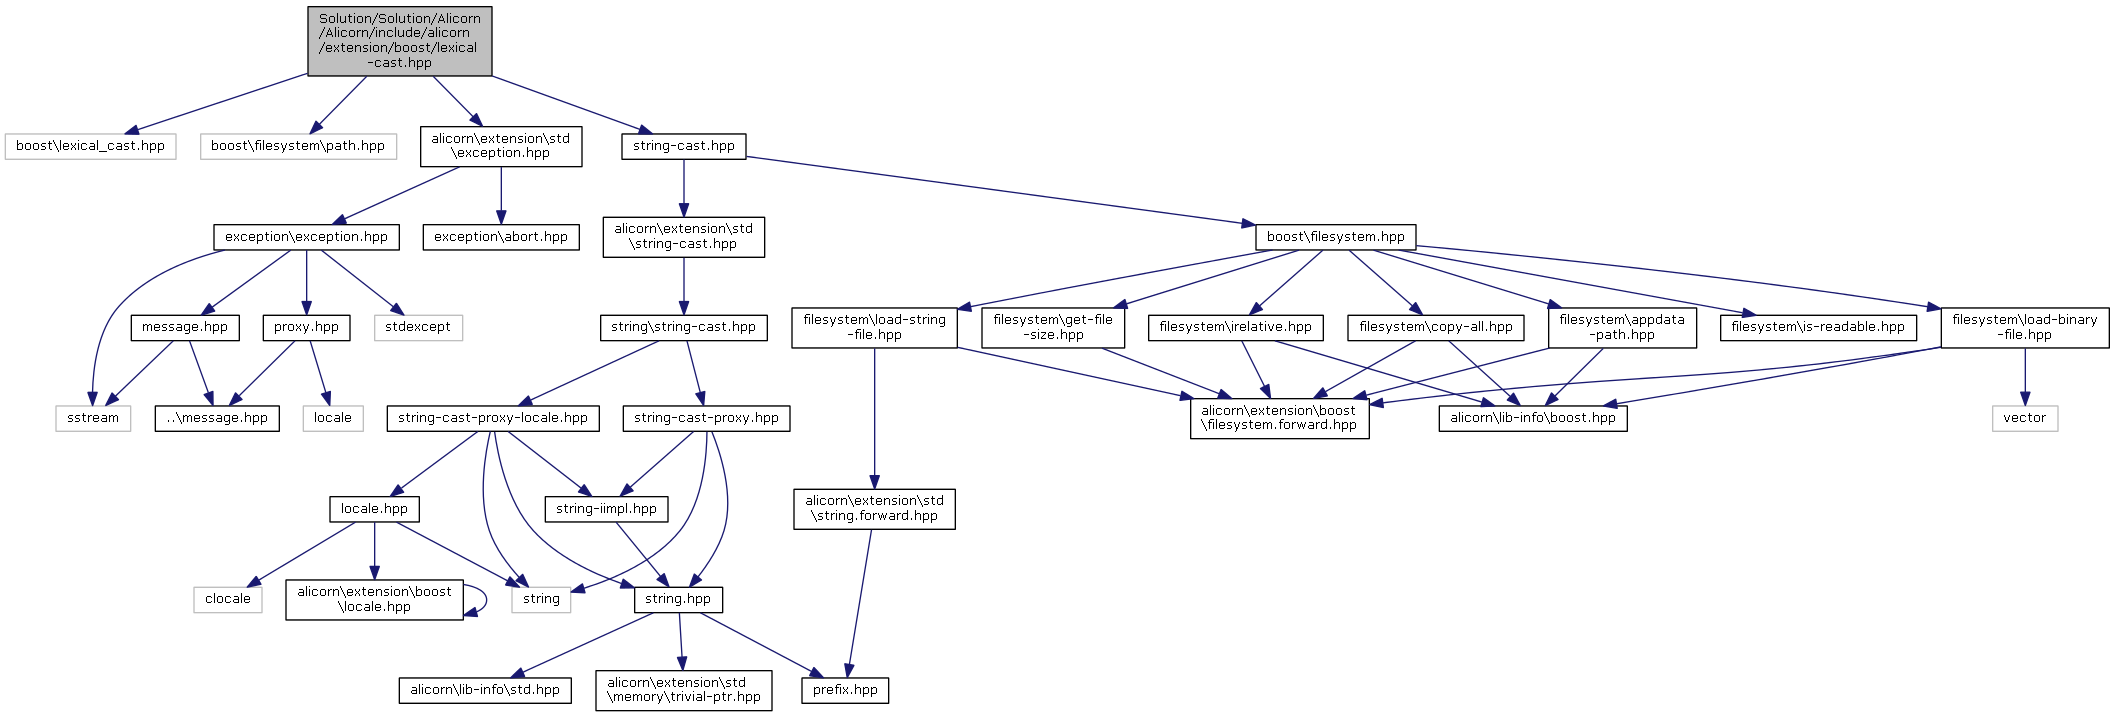 Solution/Solution/Alicorn
/Alicorn/include/alicorn
/extension/boost/lexical
-cast.hpp
boost\lexical_cast.hpp
boost\filesystem\path.hpp
alicorn\extension\std
\exception.hpp
string-cast.hpp
exception\exception.hpp
exception\abort.hpp
alicorn\extension\std
\string-cast.hpp
boost\filesystem.hpp
message.hpp
proxy.hpp
stdexcept
string\string-cast.hpp
filesystem\load-string
-file.hpp
filesystem\get-file
-size.hpp
filesystem\irelative.hpp
filesystem\copy-all.hpp
filesystem\appdata
-path.hpp
filesystem\is-readable.hpp
filesystem\load-binary
-file.hpp
sstream
..\message.hpp
locale
string-cast-proxy-locale.hpp
string-cast-proxy.hpp
alicorn\extension\boost
\filesystem.forward.hpp
alicorn\lib-info\boost.hpp
vector
locale.hpp
string-iimpl.hpp
alicorn\extension\std
\string.forward.hpp
clocale
alicorn\extension\boost
\locale.hpp
string
string.hpp
alicorn\lib-info\std.hpp
alicorn\extension\std
\memory\trivial-ptr.hpp
prefix.hpp